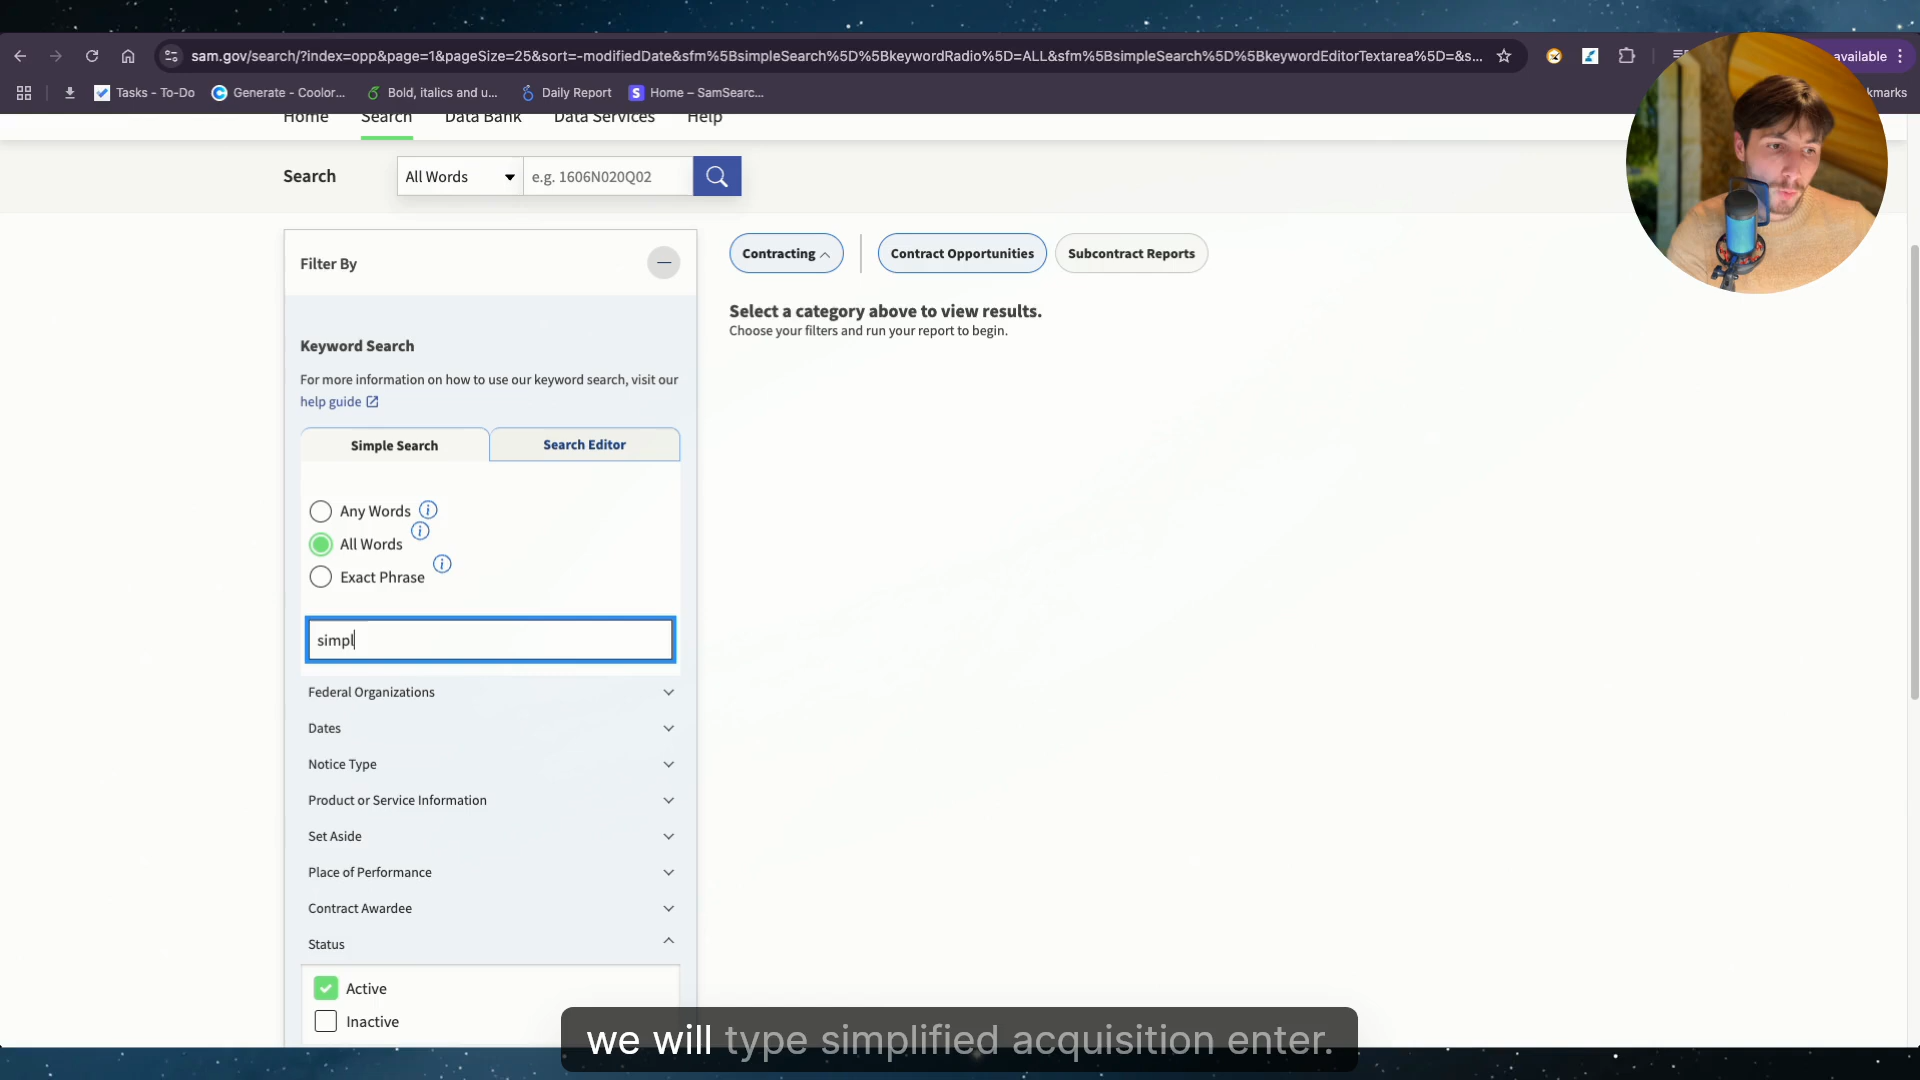 sam.gov/search/?index=opp&page=1&pageSize=25&sort=-modifiedDate&sfm%5BsimpleSearch%5D%5BkeywordRadio%5D=ALL&sfm%5BsimpleSearch%5D%5BkeywordEditorTextarea%5D=&s...
available
Tasks - To-Do
Generate - Coolor...
Bold, italics and u...
Daily Report
S Home – SamSearc...
kmarks
Home
Search
Data Bank
Data Services
Help
Search
All Words
e.g. 1606N020Q02
Filter By
Contracting
Contract Opportunities
Subcontract Reports
Select a category above to view results.
Choose your filters and run your report to begin.
Keyword Search
For more information on how to use our keyword search, visit our
help guide
Simple Search
Search Editor
Any Words
All Words
Exact Phrase
simpl
Federal Organizations
Dates
Notice Type
Product or Service Information
Set Aside
Place of Performance
Contract Awardee
Status
Active
Inactive
we will type simplified acquisition enter.